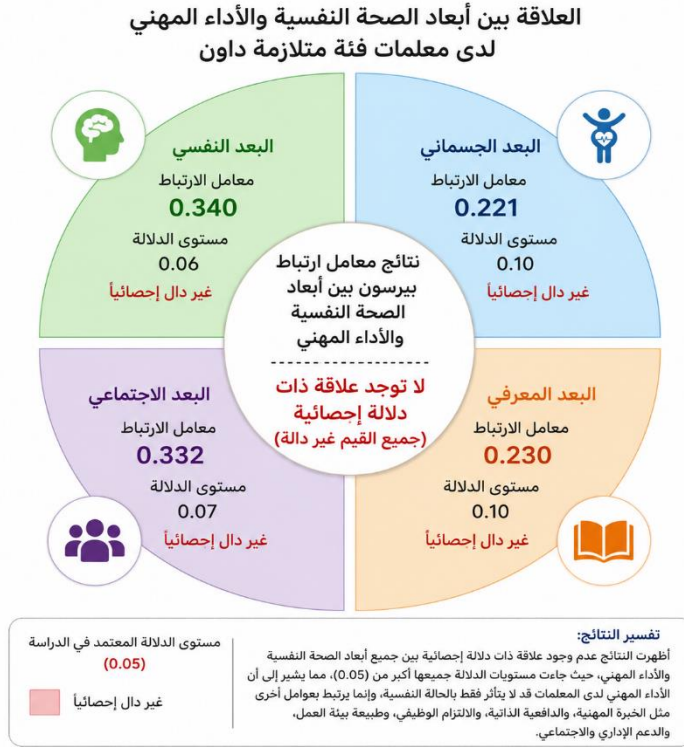 العلاقة بين أبعاد الصحة النفسية والأداء المهني
لدى معلمات فئة متلازمة داون
البعد الجسماني
معامل الارتباط
0.221
مستوى الدلالة
0.10
غير دال إحصائياً
البعد النفسي
معامل الارتباط
0.340
مستوى الدلالة
0.06
غير دال إحصائياً
نتائج معامل ارتباط
بيرسون بين أبعاد
الصحة النفسية
والأداء المهني
لا توجد علاقة ذات
دلالة إحصائية
(جميع القيم غير دالة)
البعد المعرفي
معامل الارتباط
0.230
مستوى الدلالة
0.10
غير دال إحصائياً
البعد الاجتماعي
معامل الارتباط
0.332
مستوى الدلالة
0.07
غير دال إحصائياً
تفسير النتائج:
أظهرت النتائج عدم وجود علاقة ذات دلالة إحصائية بين جميع أبعاد الصحة النفسية
والأداء المهني، حيث جاءت مستويات الدلالة جميعها أكبر من (0.05)، مما يشير إلى أن
الأداء المهني لدى المعلمات قد لا يتأثر فقط بالحالة النفسية، وإنما يرتبط بعوامل أخرى
مثل الخبرة المهنية، والدافعية الذاتية، والالتزام الوظيفي، وطبيعة بيئة العمل،
والدعم الإداري والاجتماعي.
مستوى الدلالة المعتمد في الدراسة
(0.05)
غير دال إحصائياً